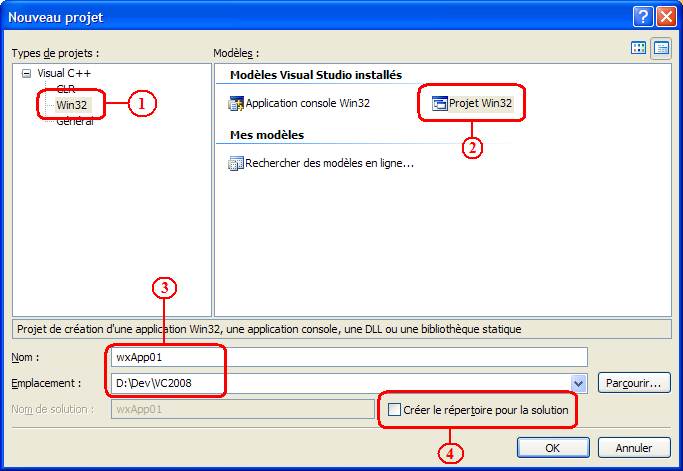 Nouveau projet
Types de projets :
Modèles :
Visual C++
CLR
Win32
Général
1
Modèles Visual Studio installés
Application console Win32
Projet Win32
2
Mes modèles
Rechercher des modèles en ligne...
3
Projet de création d'une application Win32, une application console, une DLL ou une bibliothèque statique
Nom :
wxApp01
Emplacement :
D:\Dev\VC2008
Parcourir...
Nom de solution :
wxApp01
Créer le répertoire pour la solution
4
OK
Annuler